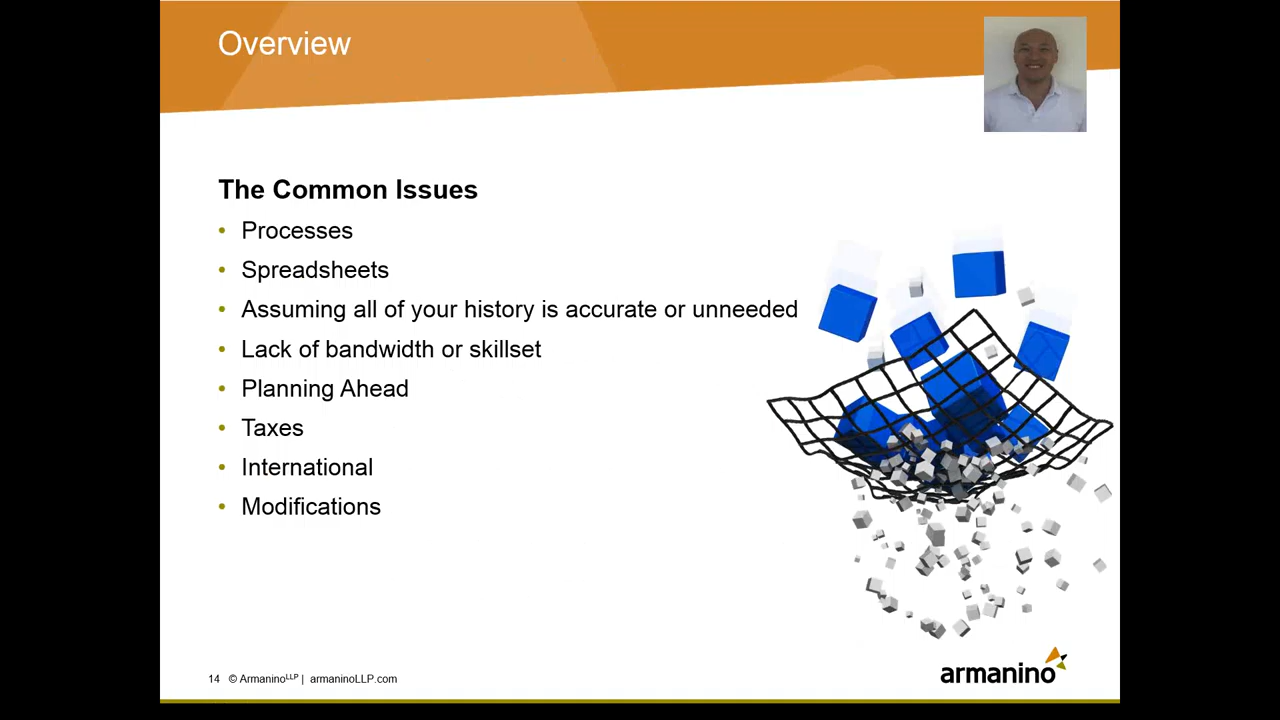 Overview
The Common Issues
• Processes
• Spreadsheets
• Assuming all of your history is accurate or unneeded
• Lack of bandwidth or skillset
• Planning Ahead
• Taxes
• International
• Modifications
14 © ArmaninoLLP | armaninoLLP.com
armanino